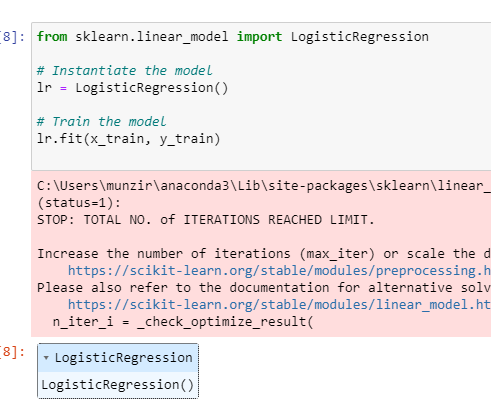 [8]: from sklearn.linear_model import LogisticRegression
# Instantiate the model
lr = LogisticRegression()
# Train the model
lr.fit(x_train, y_train)
C:\Users\munzir\anaconda3\Lib\site-packages\sklearn\linear_
(status=1):
STOP: TOTAL NO. of ITERATIONS REACHED LIMIT.
Increase the number of iterations (max_iter) or scale the d
https://scikit-learn.org/stable/modules/preprocessing.h
Please also refer to the documentation for alternative solv
https://scikit-learn.org/stable/modules/linear_model.ht
n_iter_i = _check_optimize_result(
[8]: LogisticRegression
LogisticRegression()